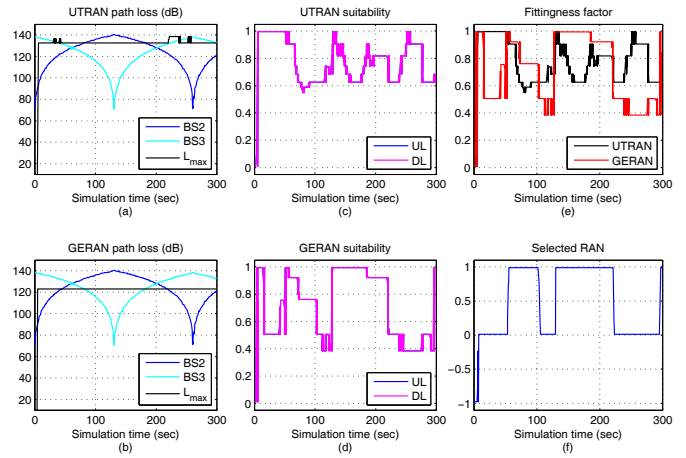 UTRAN path loss (dB)
140
120
100
80
60
40
20
BS2
BS3
Lmax
0 100 200 300
Simulation time (sec)
(a)
UTRAN suitability
1
0.8
0.6
0.4
0.2
0
UL
DL
0 100 200 300
Simulation time (sec)
(c)
Fittingness factor
1
0.8
0.6
0.4
0.2
0
UTRAN
GERAN
0 100 200 300
Simulation time (sec)
(e)
GERAN path loss (dB)
140
120
100
80
60
40
20
BS2
BS3
Lmax
0 100 200 300
Simulation time (sec)
(b)
GERAN suitability
1
0.8
0.6
0.4
0.2
0
UL
DL
0 100 200 300
Simulation time (sec)
(d)
Selected RAN
1
0.5
0
−0.5
−1
0 100 200 300
Simulation time (sec)
(f)